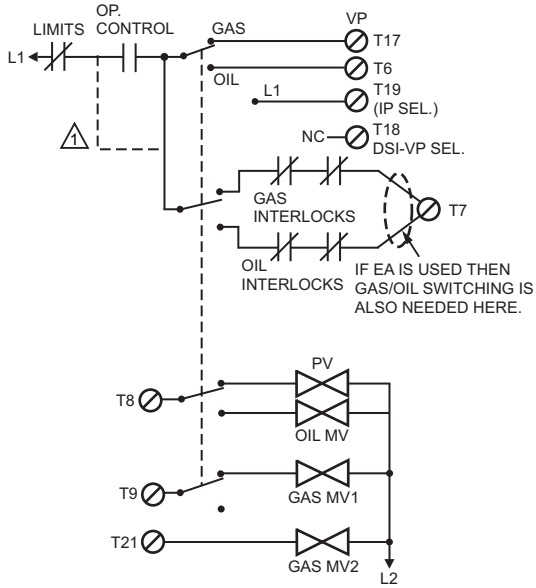 OP.
CONTROL
LIMITS
L1
GAS
VP
T17
T6
OIL
L1
T19
(IP SEL.)
1
NC
T18
DSI-VP SEL.
GAS
INTERLOCKS
T7
OIL
INTERLOCKS
IF EA IS USED THEN
GAS/OIL SWITCHING IS
ALSO NEEDED HERE.
PV
T8
OIL MV
T9
GAS MV1
T21
GAS MV2
L2